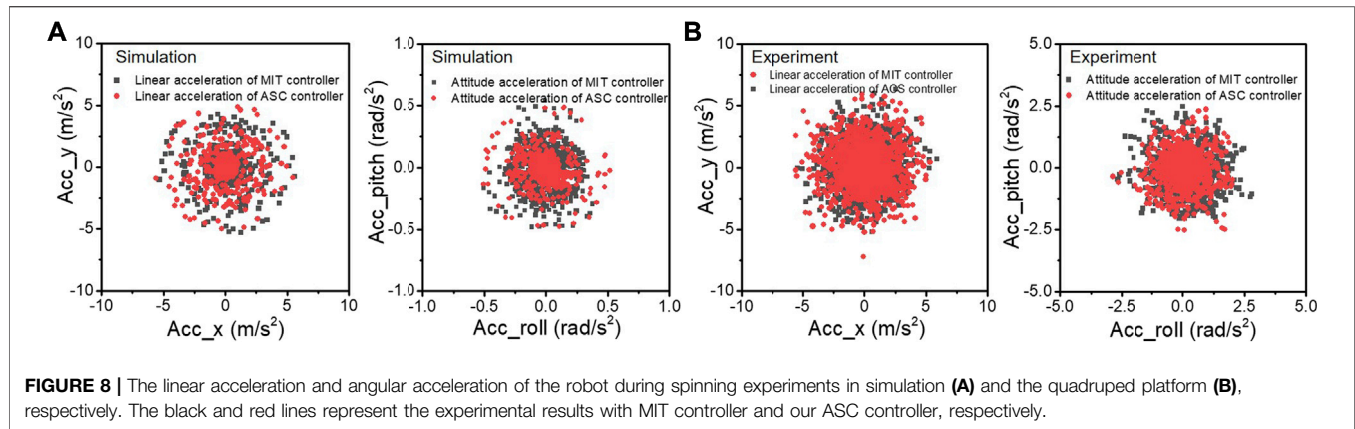 A
B
Simulation
Linear acceleration of MIT controller
Linear acceleration of ASC controller
10
5
0
-5
-10
Acc_y (m/s²)
-10 -5 0 5 10
Acc_x (m/s²)
Simulation
Attitude acceleration of MIT controller
Attitude acceleration of ASC controller
1.0
0.5
0.0
-0.5
-1.0
Acc_pitch (rad/s²)
-1.0 -0.5 0.0 0.5 1.0
Acc_roll (rad/s²)
Experiment
Linear acceleration of MIT controller
Linear acceleration of AOS controller
10
5
0
-5
-10
Acc_y (m/s²)
-10 -5 0 5 10
Acc_x (m/s²)
Experiment
Attitude acceleration of MIT controller
Attitude acceleration of ASC controller
5.0
2.5
0.0
-2.5
-5.0
Acc_pitch (rad/s²)
-5.0 -2.5 0.0 2.5 5.0
Acc_roll (rad/s²)
FIGURE 8 | The linear acceleration and angular acceleration of the robot during spinning experiments in simulation (A) and the quadruped platform (B),
respectively. The black and red lines represent the experimental results with MIT controller and our ASC controller, respectively.